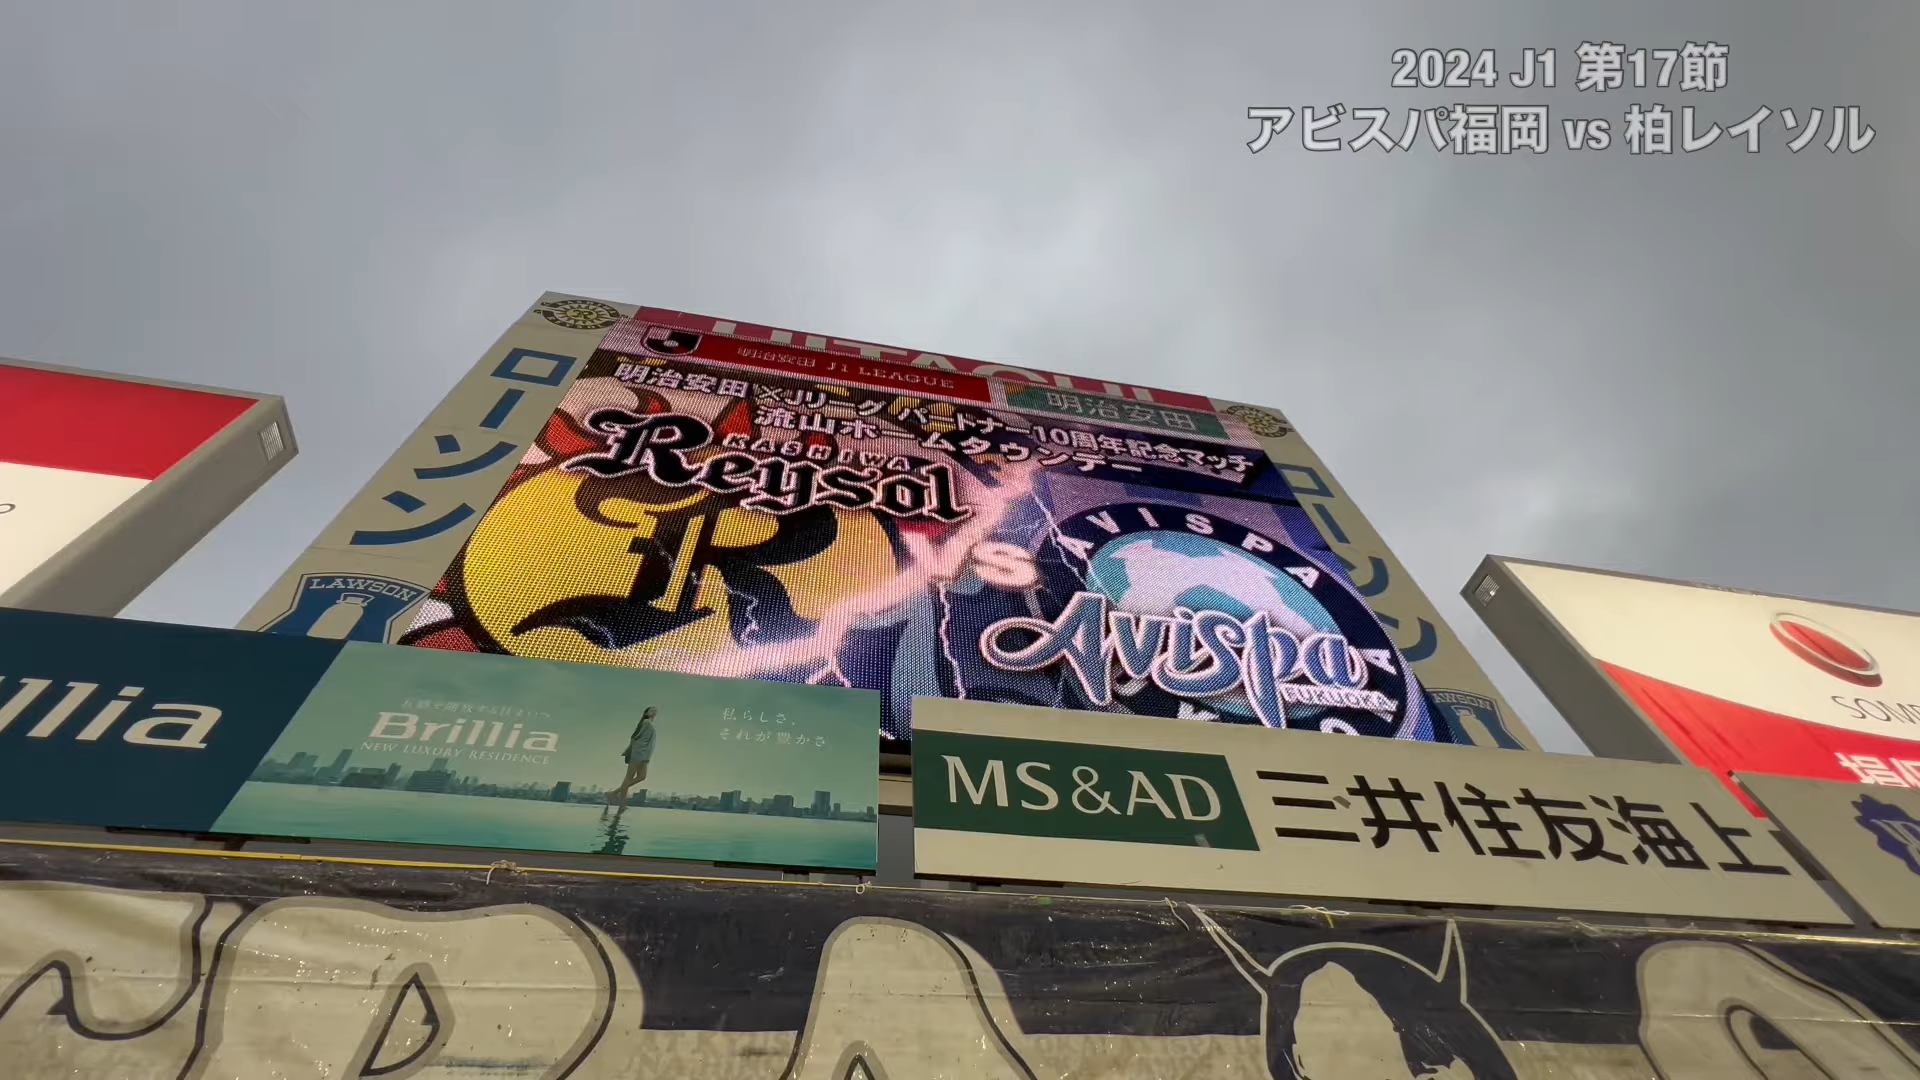 2024 J1 第17節
アビスパ福岡 vs 柏レイソル
HITACHI
明治安田 J1 LEAGUE
明治安田
明治安田×Jリーグ パートナー10周年記念マッチ
流山ホームタウンデー
KASHIWA
Reysol
R
VS
AVISPA
Avispa
FUKUOKA
ローソン
ローソン
LAWSON
LAWSON
Brillia
NEW LUXURY RESIDENCE
私らしさ、
それが豊かさ
MS&AD
三井住友海上